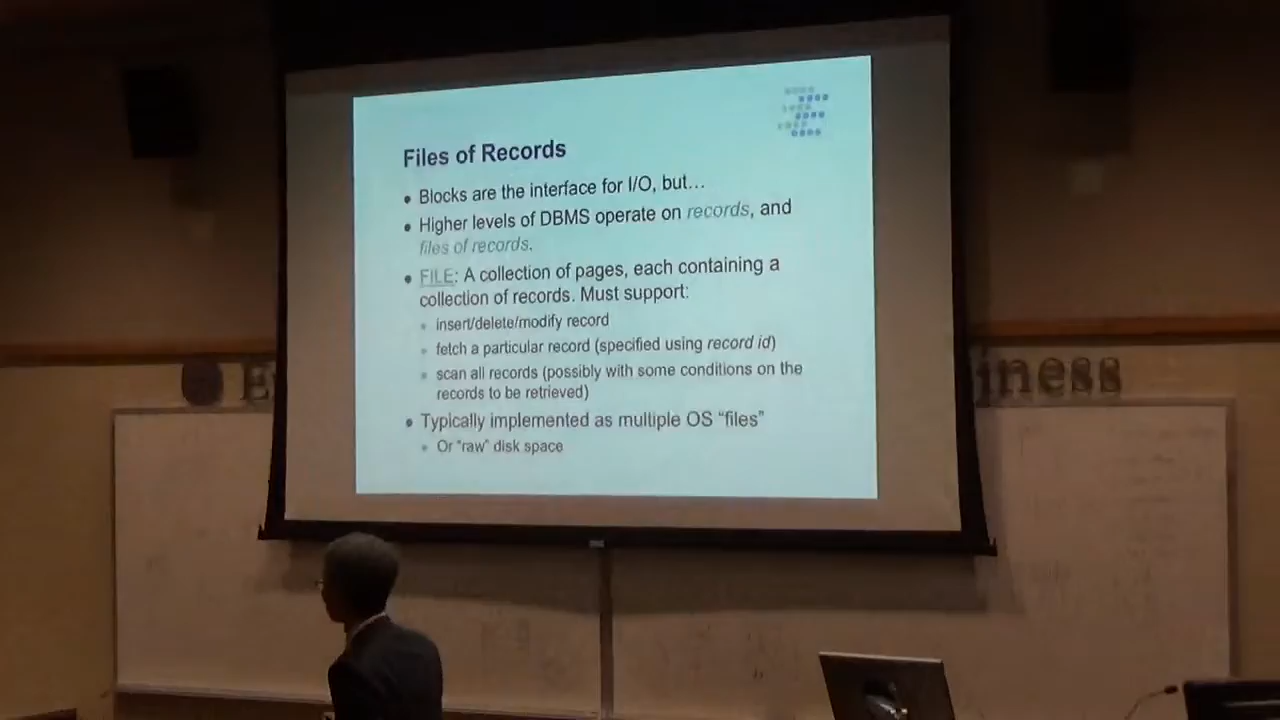 Files of Records
• Blocks are the interface for I/O, but…
• Higher levels of DBMS operate on records, and
files of records.
• FILE: A collection of pages, each containing a
collection of records. Must support:
insert/delete/modify record
fetch a particular record (specified using record id)
scan all records (possibly with some conditions on the
records to be retrieved)
• Typically implemented as multiple OS “files”
Or “raw” disk space